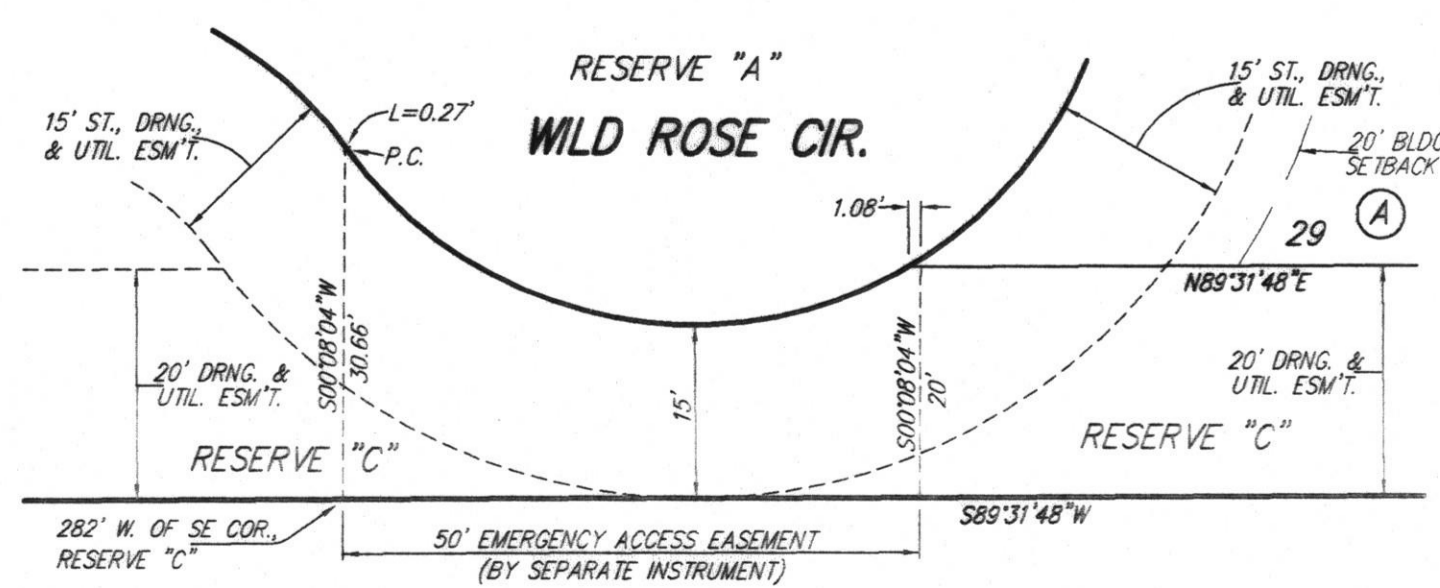 RESERVE "A"
WILD ROSE CIR.
15' ST., DRNG.,
& UTIL. ESM'T.
L=0.27'
P.C.
15' ST., DRNG.,
& UTIL. ESM'T.
20' BLDG
SETBACK
1.08'
29
A
N89°31'48"E
S00°08'04"W
30.66'
20' DRNG. &
UTIL. ESM'T.
15'
S00°08'04"W
20'
20' DRNG. &
UTIL. ESM'T.
RESERVE "C"
RESERVE "C"
S89°31'48"W
282' W. OF SE COR.,
RESERVE "C"
50' EMERGENCY ACCESS EASEMENT
(BY SEPARATE INSTRUMENT)